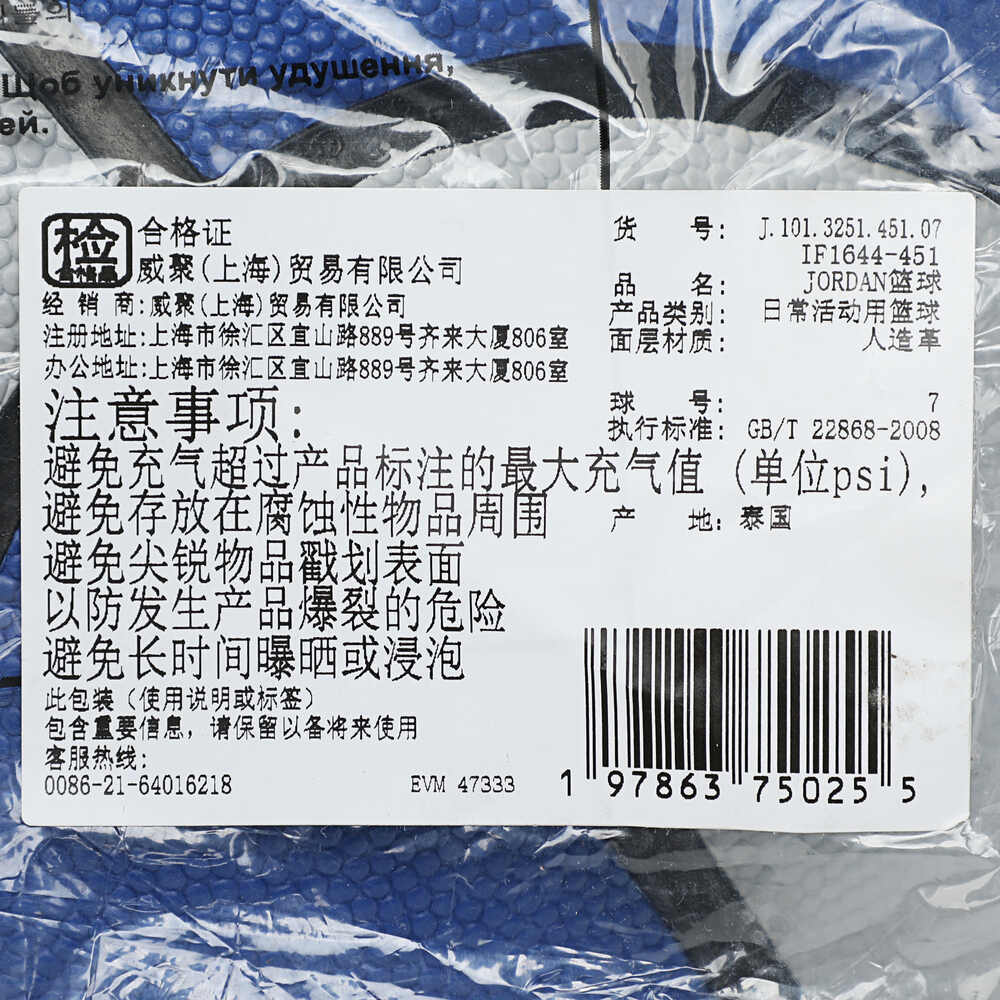 Щоб уникнути удушення,
ей.
检
合格品
合格证
威聚(上海)贸易有限公司
经 销 商:威聚(上海)贸易有限公司
注册地址:上海市徐汇区宜山路889号齐来大厦806室
办公地址:上海市徐汇区宜山路889号齐来大厦806室
注意事项:
避免充气超过产品标注的最大充气值 (单位psi),
避免存放在腐蚀性物品周围
避免尖锐物品戳划表面
以防发生产品爆裂的危险
避免长时间曝晒或浸泡
此包装（使用说明或标签）
包含重要信息，请保留以备将来使用
客服热线:
0086-21-64016218
EVM 47333
货 号: J.101.3251.451.07
IF1644-451
品 名: JORDAN篮球
产品类别: 日常活动用篮球
面层材质: 人造革
球 号: 7
执行标准: GB/T 22868-2008
产 地: 泰国
1 97863 75025 5